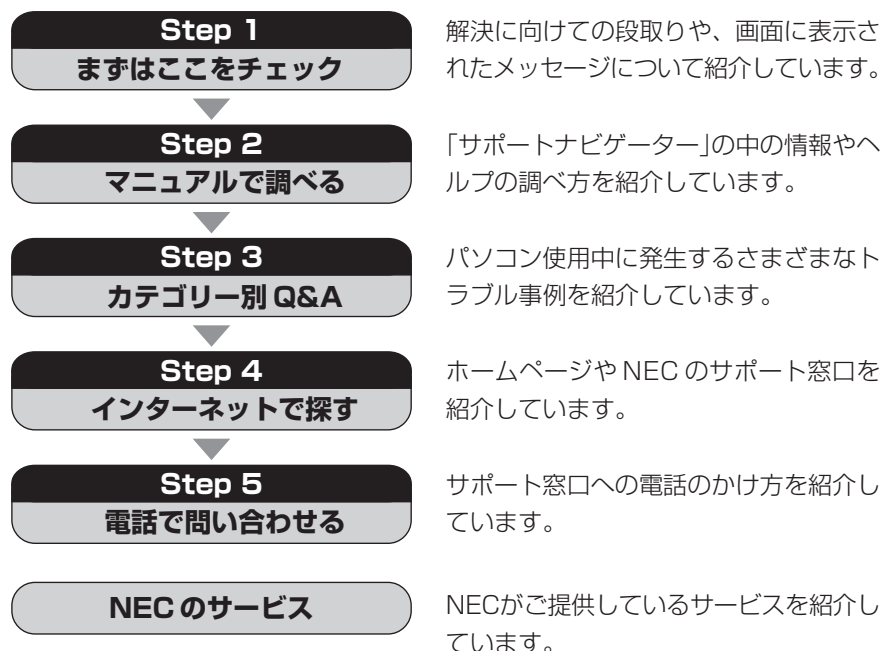 Step 1
まずはここをチェック
解決に向けての段取りや、画面に表示さ
れたメッセージについて紹介しています。
Step 2
マニュアルで調べる
「サポートナビゲーター」の中の情報やヘ
ルプの調べ方を紹介しています。
Step 3
カテゴリー別 Q&A
パソコン使用中に発生するさまざまなト
ラブル事例を紹介しています。
Step 4
インターネットで探す
ホームページや NEC のサポート窓口を
紹介しています。
Step 5
電話で問い合わせる
サポート窓口への電話のかけ方を紹介し
ています。
NEC のサービス
NECがご提供しているサービスを紹介し
ています。